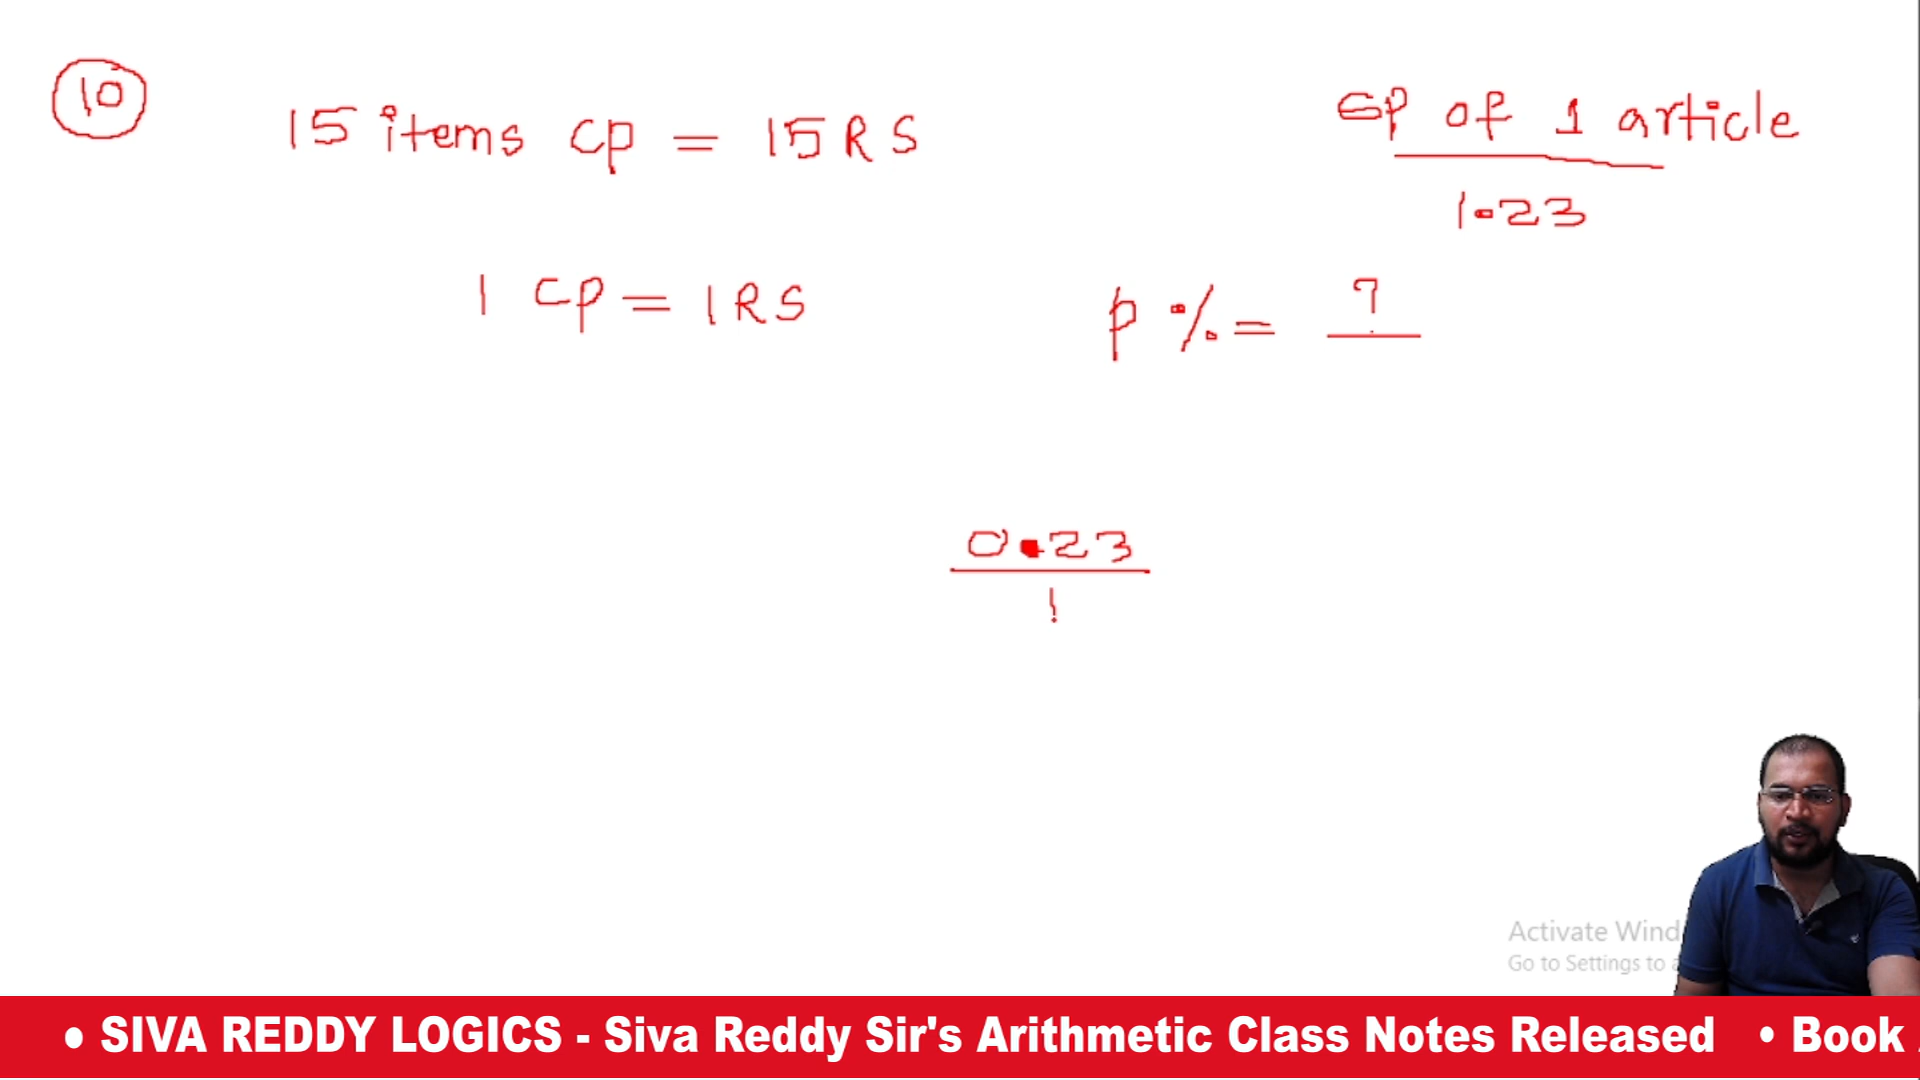 10
15 items CP = 15 RS
SP of 1 article
1.23
1 CP = 1 RS
P % = ?
0.23
1
Activate Wind
Go to Settings to a
• SIVA REDDY LOGICS - Siva Reddy Sir's Arithmetic Class Notes Released • Book